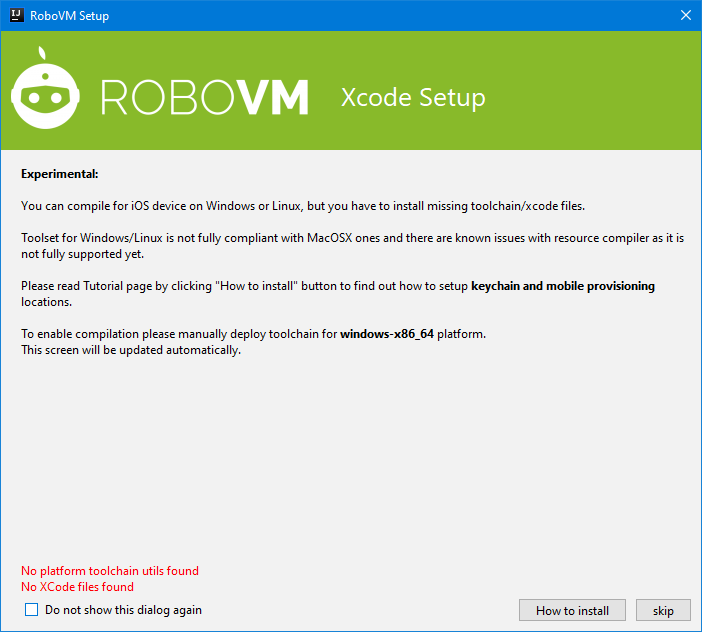 RoboVM Setup
ROBOVM Xcode Setup
Experimental:
You can compile for iOS device on Windows or Linux, but you have to install missing toolchain/xcode files.
Toolset for Windows/Linux is not fully compliant with MacOSX ones and there are known issues with resource compiler as it is
not fully supported yet.
Please read Tutorial page by clicking "How to install" button to find out how to setup keychain and mobile provisioning
locations.
To enable compilation please manually deploy toolchain for windows-x86_64 platform.
This screen will be updated automatically.
No platform toolchain utils found
No XCode files found
Do not show this dialog again
How to install
skip